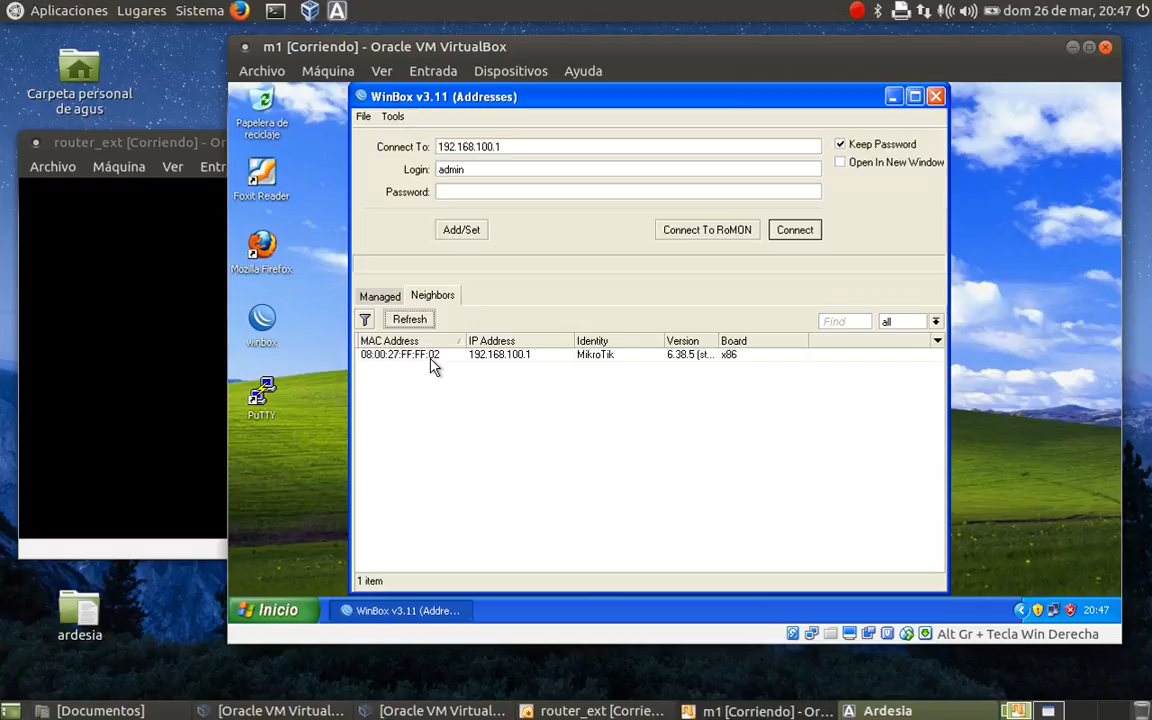 Aplicaciones Lugares Sistema A dom 26 de mar, 20:47
Carpeta personal
de agus
router_ext [Corriendo] - Or
Archivo Máquina Ver Entr
ardesia
m1 [Corriendo] - Oracle VM VirtualBox
Archivo Máquina Ver Entrada Dispositivos Ayuda
Papelera de
reciclaje
Foxit Reader
Mozilla Firefox
winbox
PuTTY
WinBox v3.11 (Addresses)
File Tools
Connect To: 192.168.100.1
Keep Password
Login: admin
Open In New Window
Password:
Add/Set Connect To RoMON Connect
Managed Neighbors
Refresh Find all
MAC Address IP Address Identity Version Board
08:00:27:FF:FF:02 192.168.100.1 MikroTik 6.38.5 (st... x86
1 item
Inicio WinBox v3.11 (Addre... 20:47
Alt Gr + Tecla Win Derecha
[Documentos] [Oracle VM Virtual... [Oracle VM Virtual... router_ext [Corrie... m1 [Corriendo] - Or... A Ardesia